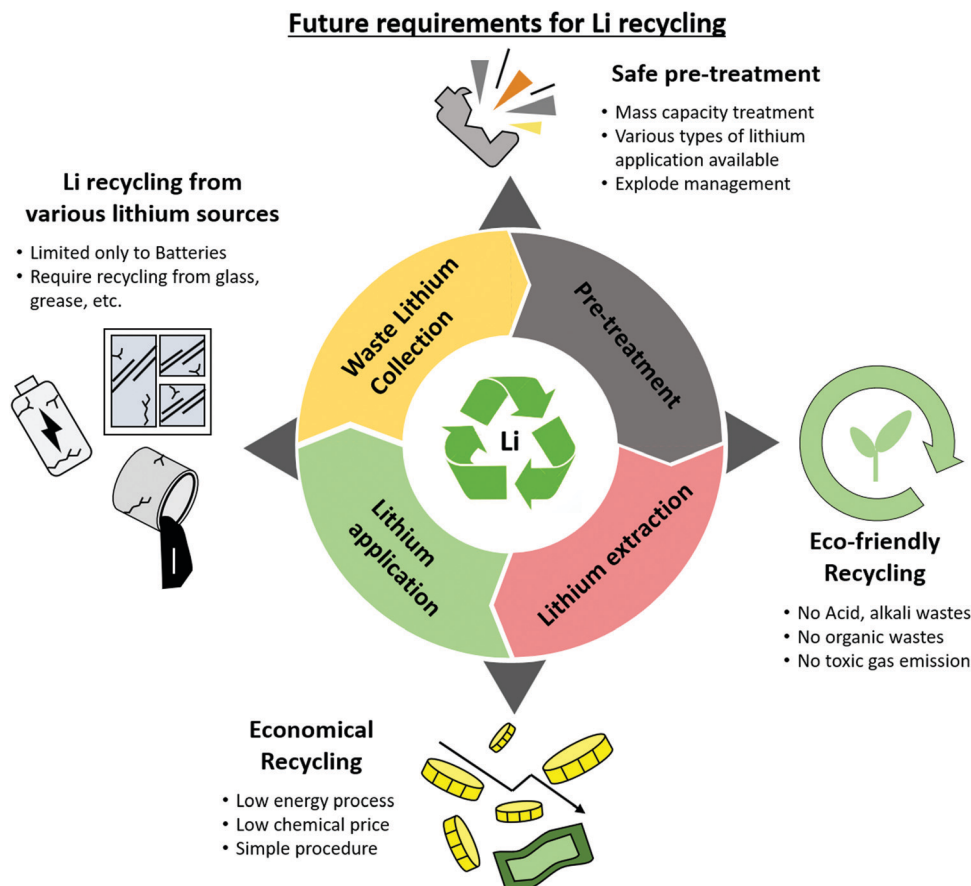 Future requirements for Li recycling
Safe pre-treatment
• Mass capacity treatment
• Various types of lithium
application available
• Explode management
Li recycling from
various lithium sources
• Limited only to Batteries
• Require recycling from glass,
grease, etc.
Waste Lithium
Collection
Pre-treatment
Li
Lithium
application
Lithium extraction
Eco-friendly
Recycling
• No Acid, alkali wastes
• No organic wastes
• No toxic gas emission
Economical
Recycling
• Low energy process
• Low chemical price
• Simple procedure